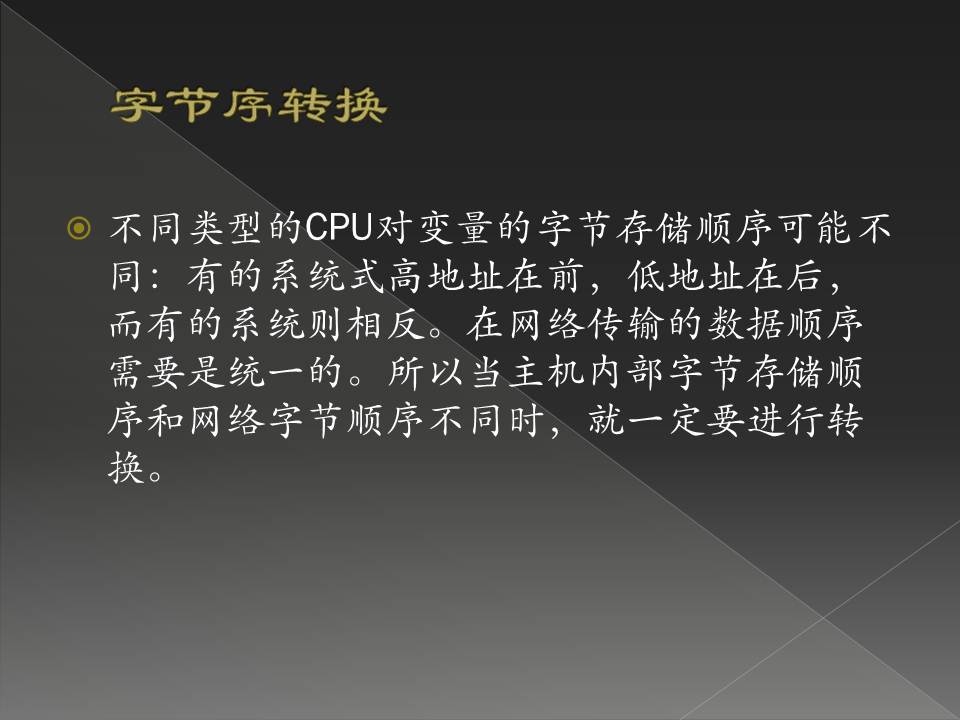 字节序转换
不同类型的CPU对变量的字节存储顺序可能不
同：有的系统式高地址在前，低地址在后，
而有的系统则相反。在网络传输的数据顺序
需要是统一的。所以当主机内部字节存储顺
序和网络字节顺序不同时，就一定要进行转
换。